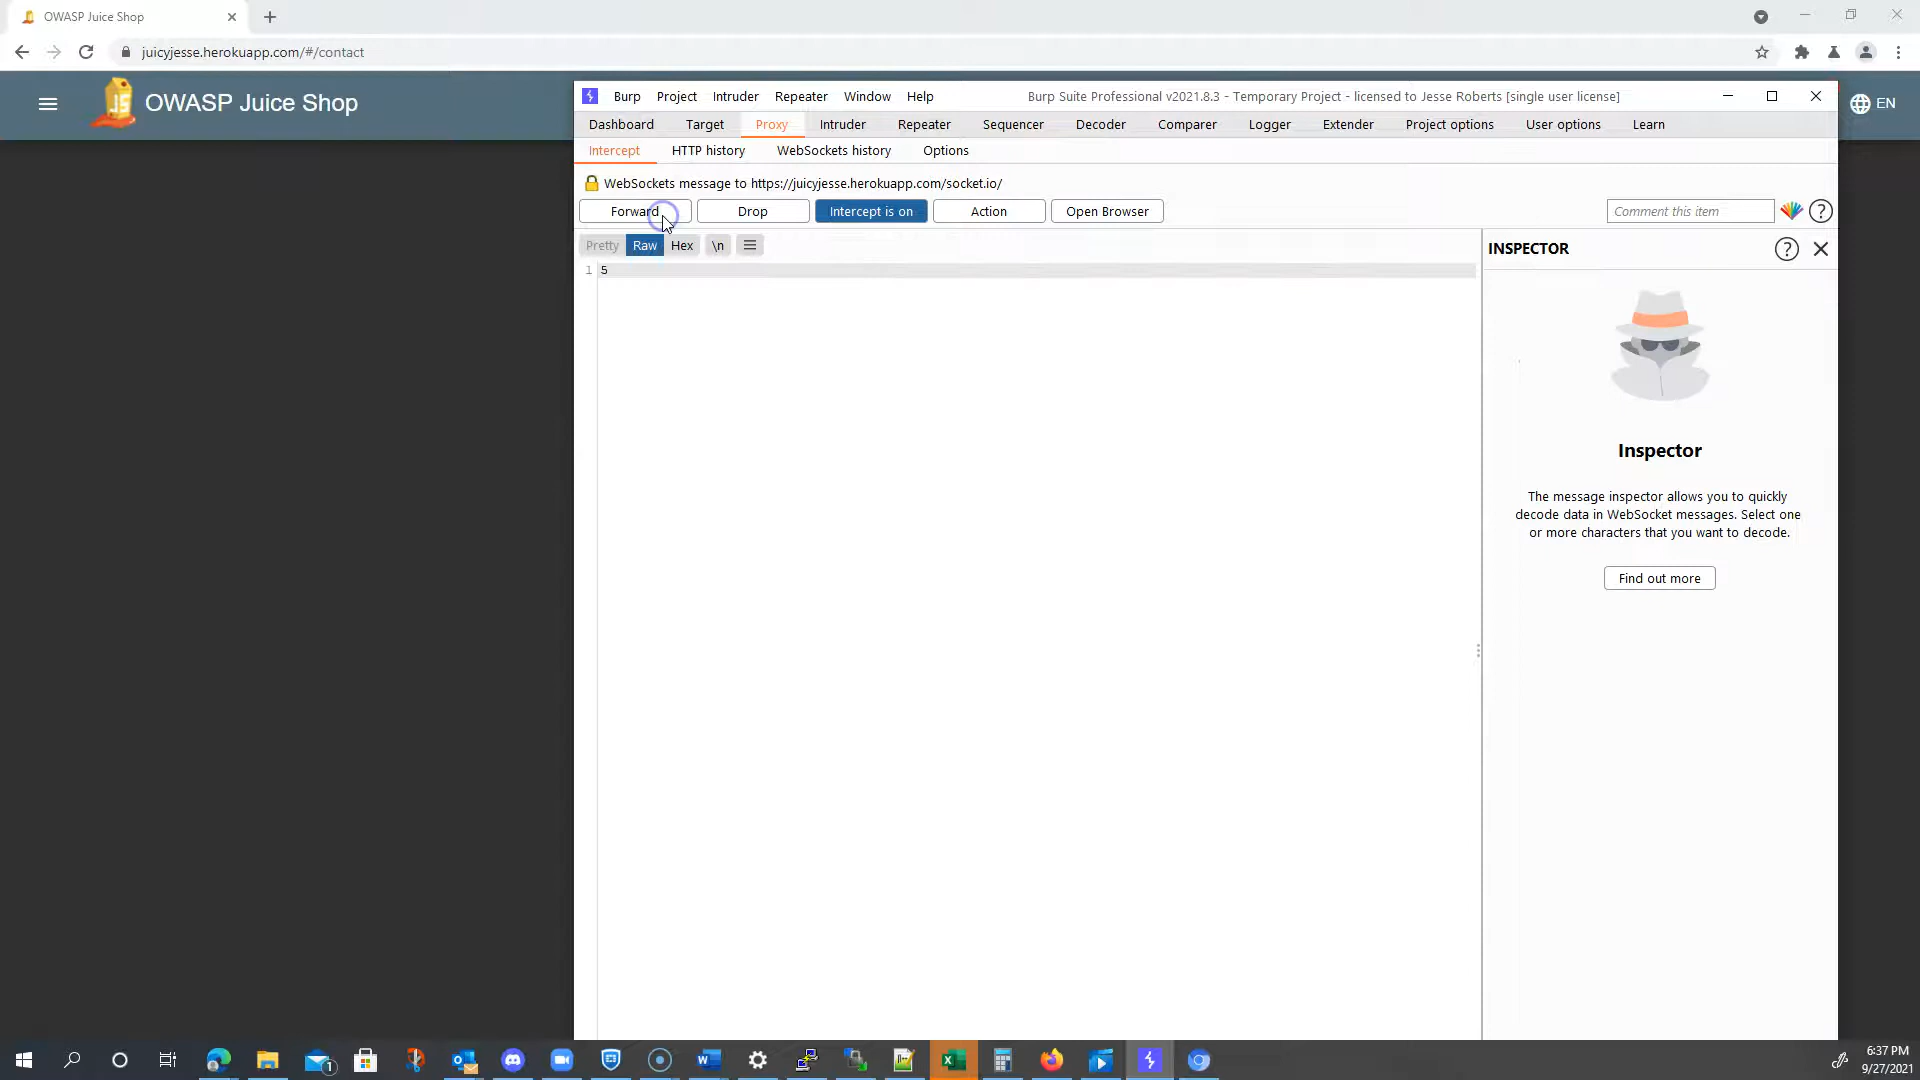 OWASP Juice Shop
juicyjesse.herokuapp.com/#/contact
OWASP Juice Shop
EN
Burp Project Intruder Repeater Window Help Burp Suite Professional v2021.8.3 - Temporary Project - licensed to Jesse Roberts [single user license]
Dashboard Target Proxy Intruder Repeater Sequencer Decoder Comparer Logger Extender Project options User options Learn
Intercept HTTP history WebSockets history Options
WebSockets message to https://juicyjesse.herokuapp.com/socket.io/
Forward Drop Intercept is on Action Open Browser Comment this item
Pretty Raw Hex \n
INSPECTOR
1 5
Inspector
The message inspector allows you to quickly
decode data in WebSocket messages. Select one
or more characters that you want to decode.
Find out more
6:37 PM
9/27/2021